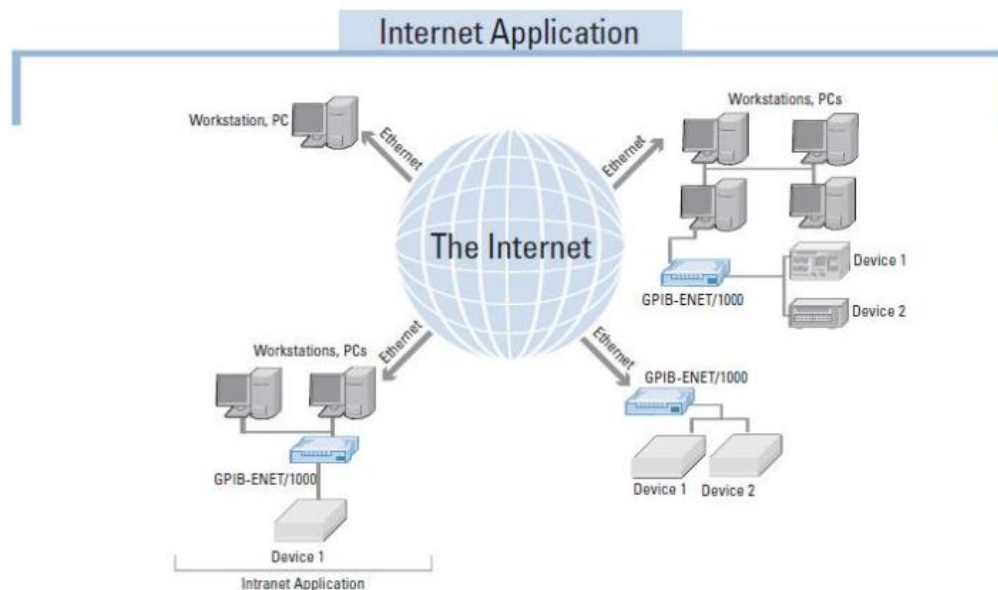 Internet Application
Workstation, PC
Ethernet
Ethernet
Workstations, PCs
The Internet
GPIB-ENET/1000
Device 1
Device 2
Workstations, PCs
Ethernet
GPIB-ENET/1000
Device 1
Intranet Application
Ethernet
GPIB-ENET/1000
Device 1
Device 2